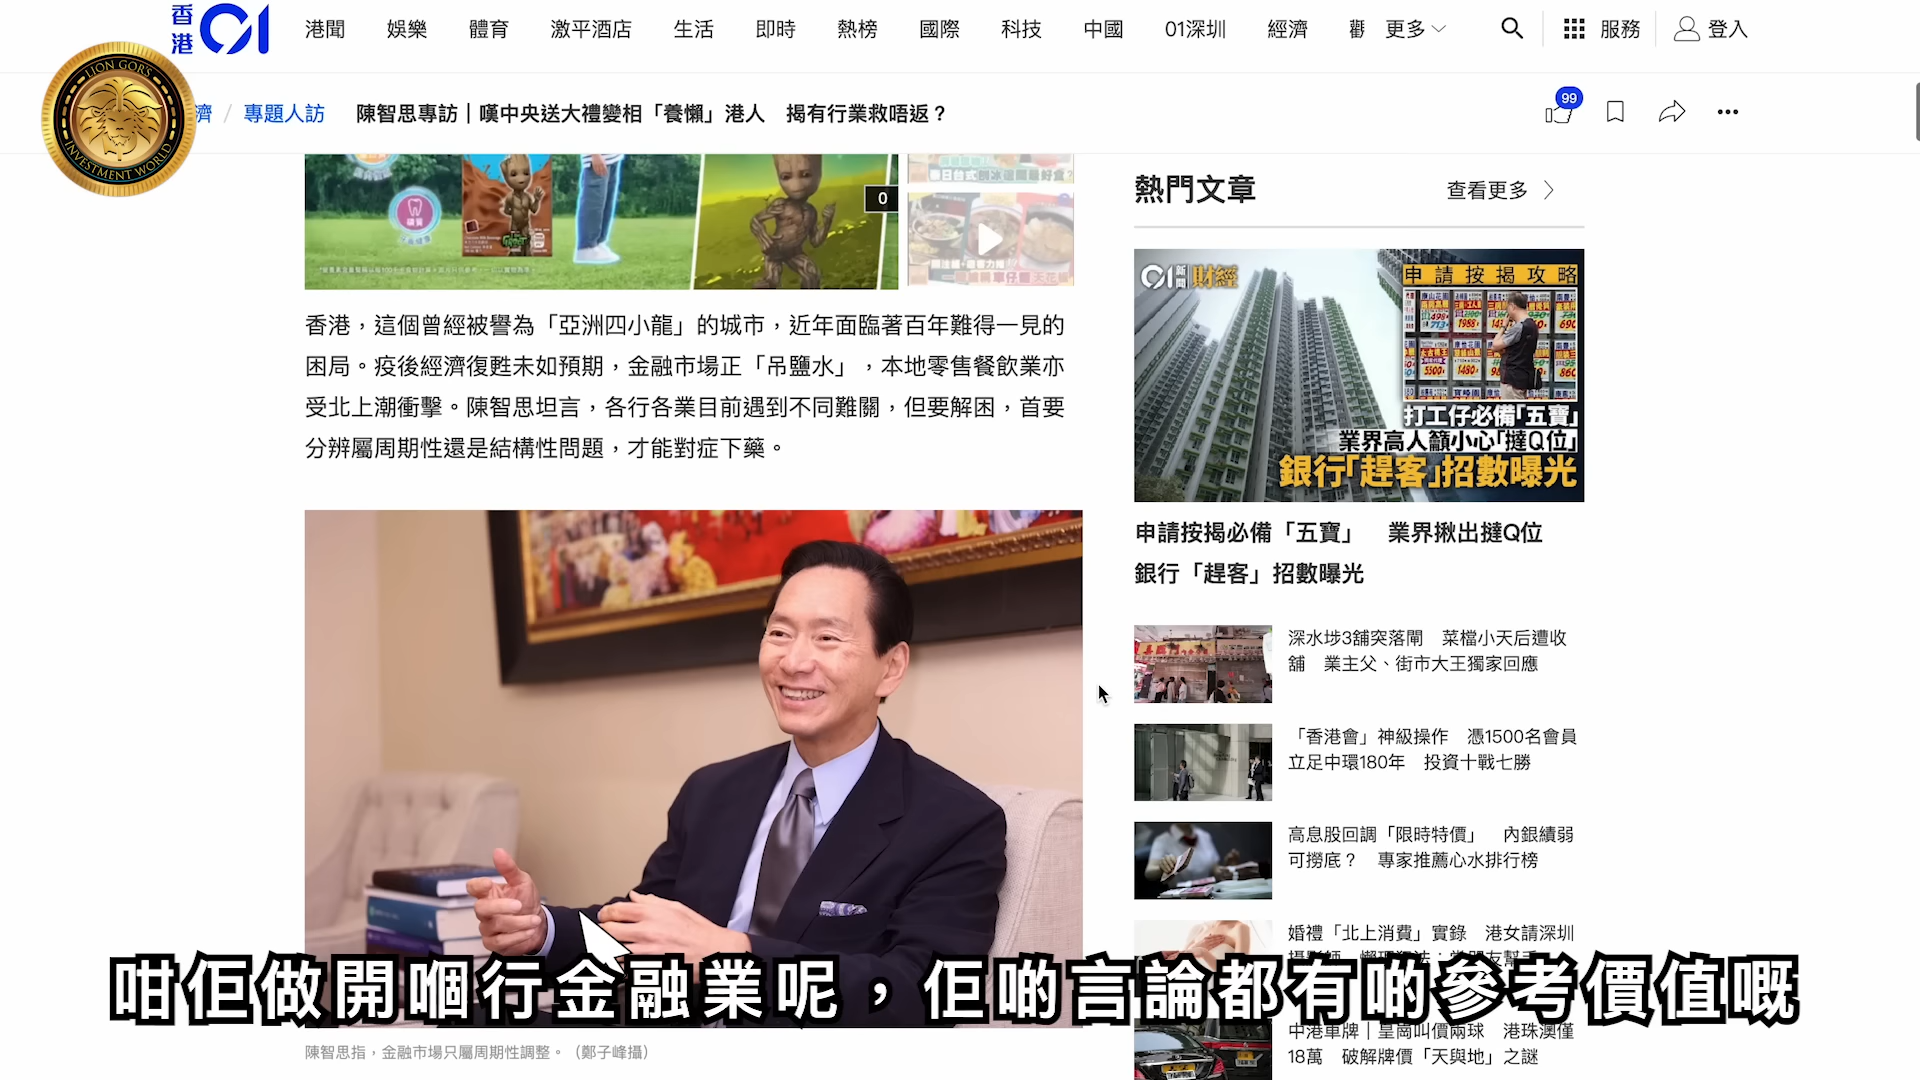 香港01
港聞 娛樂 體育 激平酒店 生活 即時 熱榜 國際 科技 中國 01深圳 經濟 更多 服務 登入
LION GOR'S
INVESTMENT WORLD
濟 / 專題人訪 陳智思專訪｜嘆中央送大禮變相「養懶」港人 揭有行業救唔返？
99
0
香港，這個曾經被譽為「亞洲四小龍」的城市，近年面臨著百年難得一見的
困局。疫後經濟復甦未如預期，金融市場正「吊鹽水」，本地零售餐飲業亦
受北上潮衝擊。陳智思坦言，各行各業目前遇到不同難關，但要解困，首要
分辨屬周期性還是結構性問題，才能對症下藥。
陳智思指，金融市場只屬周期性調整。（鄭子峰攝）
熱門文章 查看更多
01新聞 財經
申請按揭攻略
打工仔必備「五寶」
業界高人籲小心「撻Q位」
銀行「趕客」招數曝光
申請按揭必備「五寶」 業界揪出撻Q位
銀行「趕客」招數曝光
深水埗3舖突落閘 菜檔小天后遭收
舖 業主父、街市大王獨家回應
「香港會」神級操作 憑1500名會員
立足中環180年 投資十戰七勝
高息股回調「限時特價」 內銀續弱
可撈底？ 專家推薦心水排行榜
婚禮「北上消費」實錄 港女請深圳
中港車牌｜皇崗叫價兩球 港珠澳僅
18萬 破解牌價「天與地」之謎
咁佢做開嗰行金融業呢，佢啲言論都有啲參考價值嘅